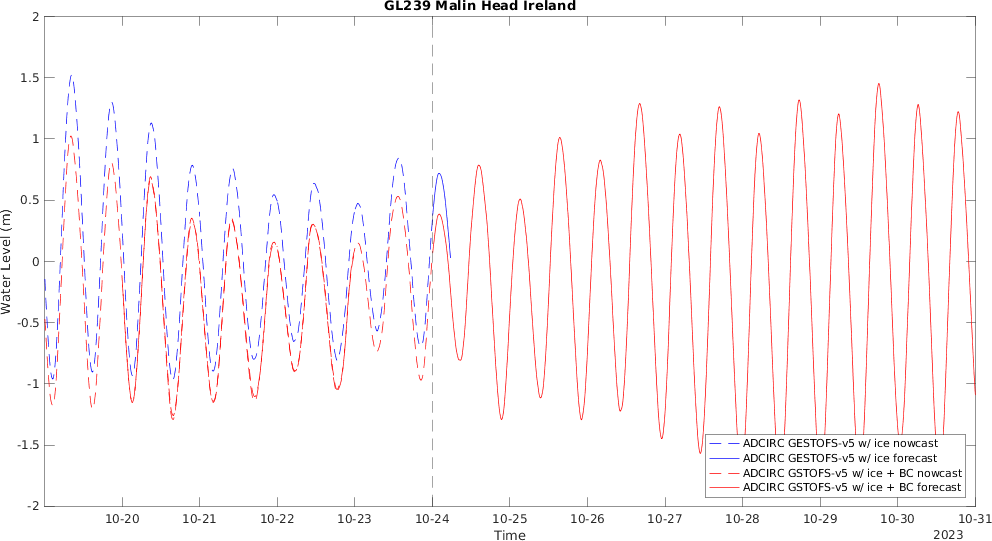 GL239 Malin Head Ireland
2
1.5
1
0.5
0
-0.5
-1
-1.5
-2
Water Level (m)
ADCIRC GESTOFS-v5 w/ ice nowcast
ADCIRC GESTOFS-v5 w/ ice forecast
ADCIRC GSTOFS-v5 w/ ice + BC nowcast
ADCIRC GSTOFS-v5 w/ ice + BC forecast
10-20 10-21 10-22 10-23 10-24 10-25 10-26 10-27 10-28 10-29 10-30 10-31
Time
2023